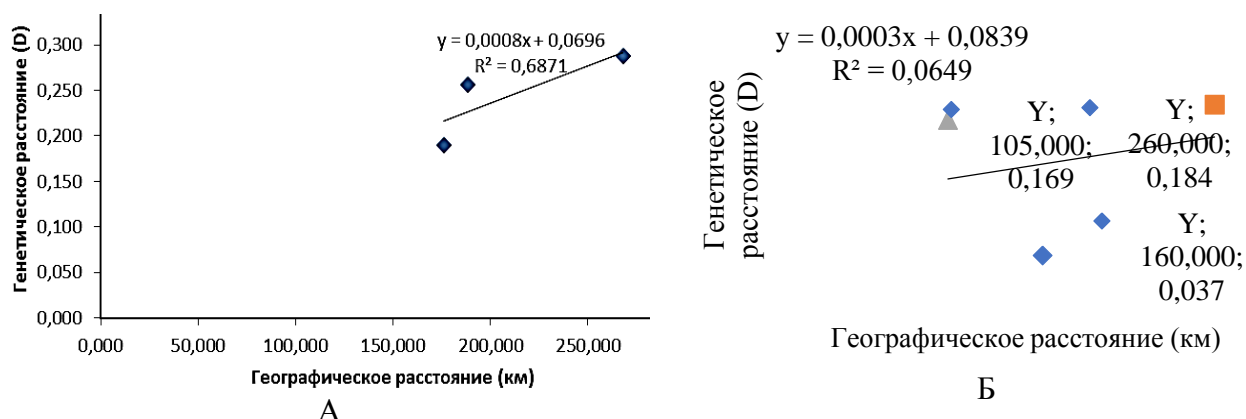 Генетическое расстояние (D)
0,300
0,250
0,200
0,150
0,100
0,050
0,000
y = 0,0008x + 0,0696
R² = 0,6871
0,000
50,000
100,000
150,000
200,000
250,000
Географическое расстояние (км)
А
y = 0,0003x + 0,0839
R² = 0,0649
Генетическое
расстояние (D)
Y;
105,000;
0,169
Y;
260,000;
0,184
Y;
160,000;
0,037
Географическое расстояние (км)
Б